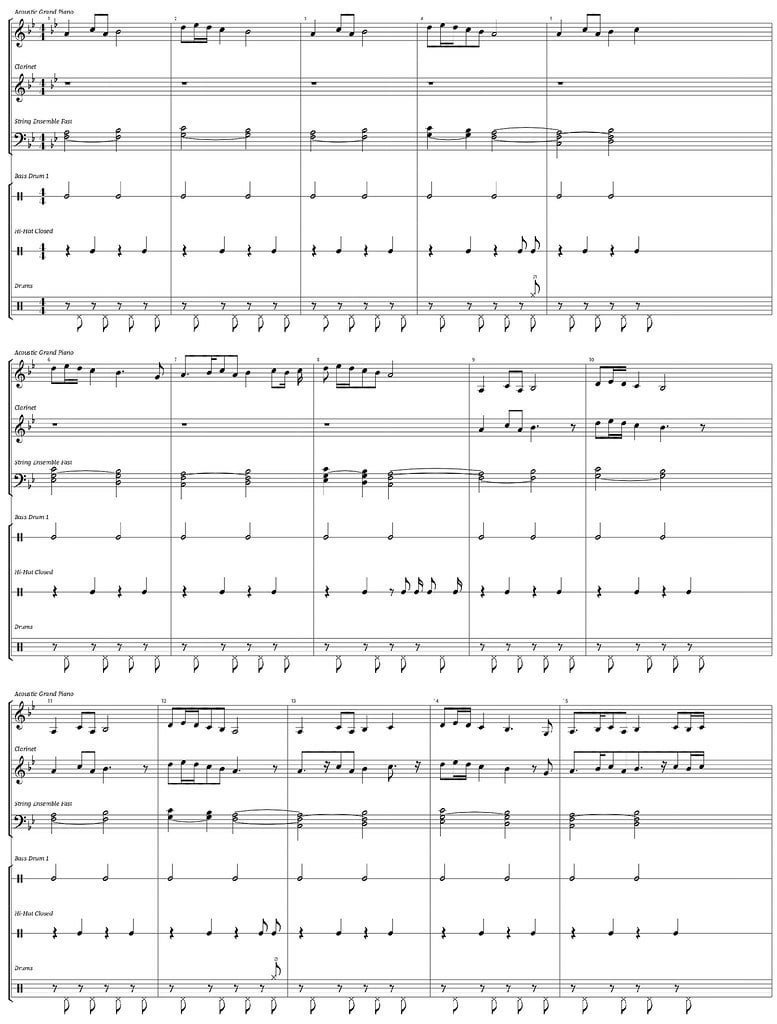 Acoustic Grand Piano
1 2 3 4 5
Clarinet
String Ensemble Fast
Bass Drum 1
Hi-Hat Closed
Drums
Acoustic Grand Piano
6 7 8 9 10
Clarinet
String Ensemble Fast
Bass Drum 1
Hi-Hat Closed
Drums
Acoustic Grand Piano
11 12 13 14 15
Clarinet
String Ensemble Fast
Bass Drum 1
Hi-Hat Closed
Drums